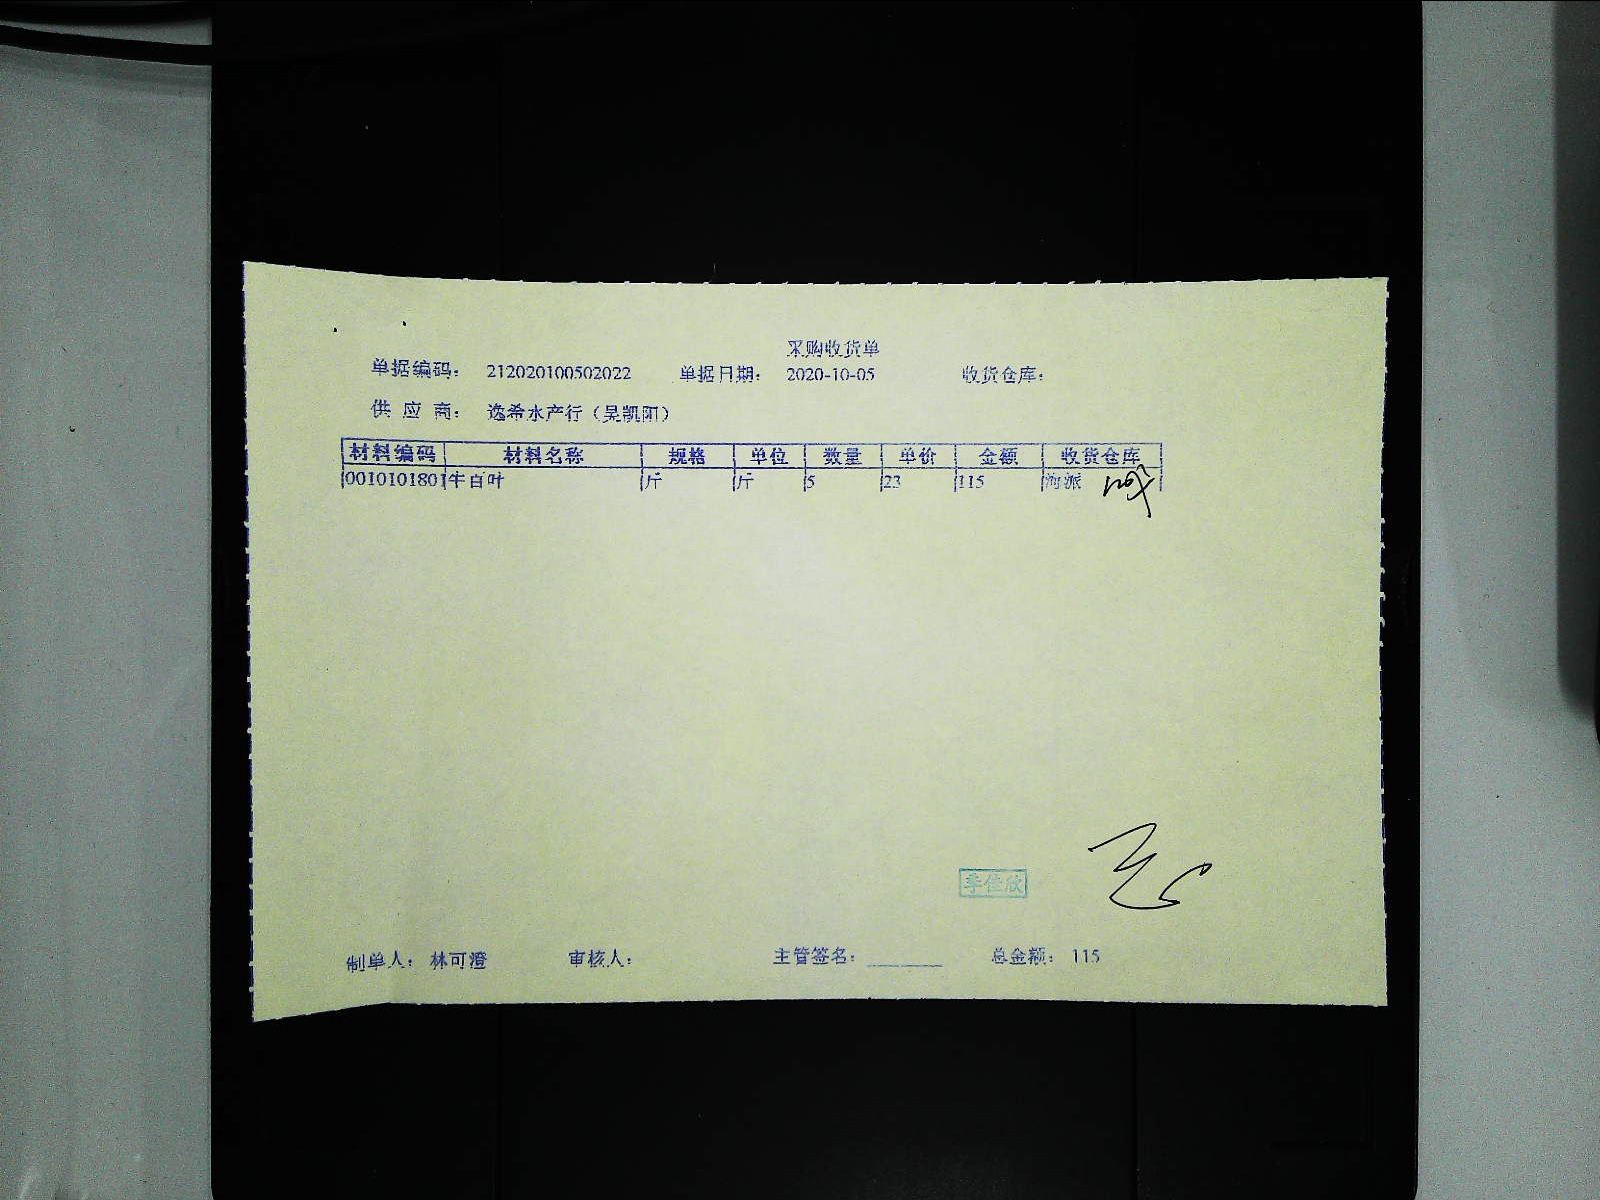 采购收货单
单据编码: 212020100502022 单据日期: 2020-10-05 收货仓库:
供 应 商: 逸希水产行（吴凯阳）
材料编码 材料名称 规格 单位 数量 单价 金额 收货仓库
0010101801 牛百叶 斤 斤 5 23 115 海派
李佳欣
制单人: 林可澄 审核人: 主管签名: ________ 总金额: 115